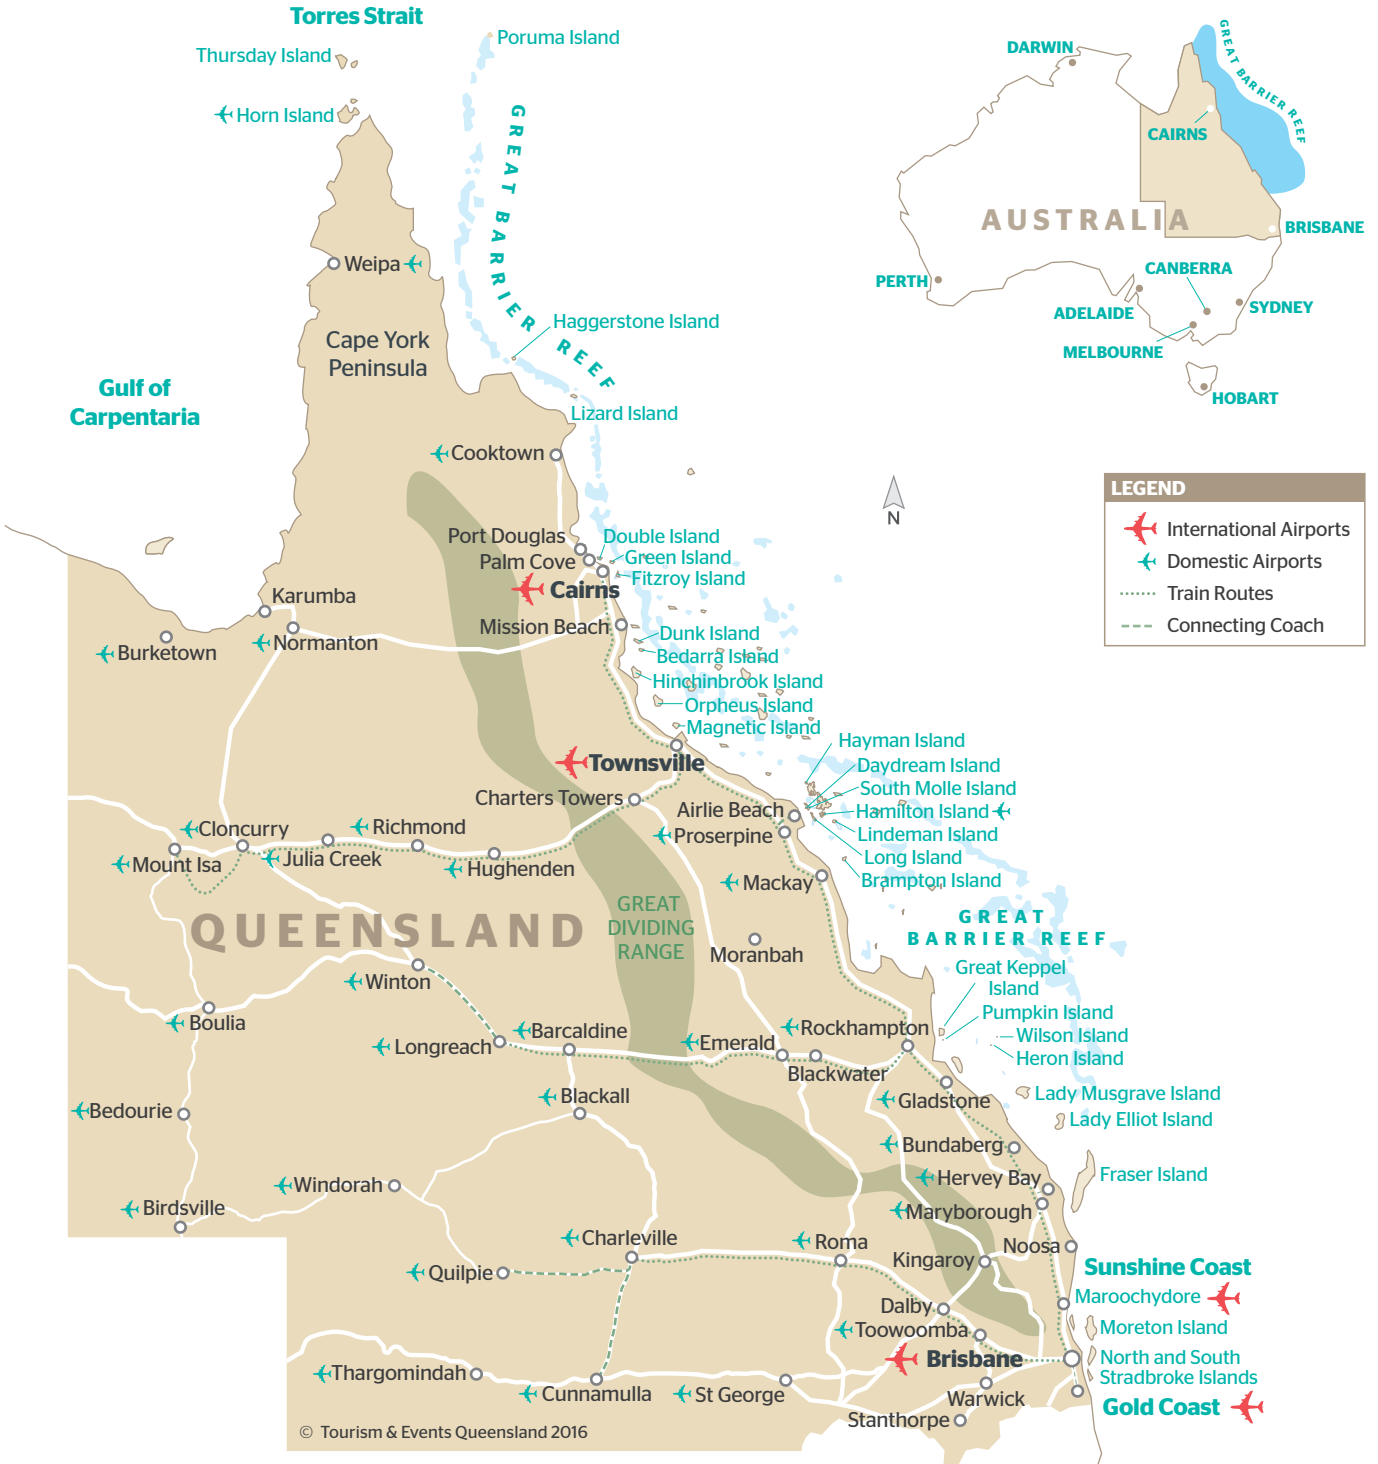 Torres Strait
Thursday Island
Horn Island
Poruma Island
GREAT BARRIER REEF
Weipa
Cape York
Peninsula
Gulf of
Carpentaria
Haggerstone Island
Lizard Island
Cooktown
Port Douglas
Palm Cove
Cairns
Double Island
Green Island
Fitzroy Island
Karumba
Normanton
Burketown
Mission Beach
Dunk Island
Bedarra Island
Hinchinbrook Island
Orpheus Island
Magnetic Island
Townsville
Charters Towers
Hayman Island
Daydream Island
South Molle Island
Hamilton Island
Lindeman Island
Long Island
Brampton Island
Airlie Beach
Proserpine
Cloncurry
Mount Isa
Julia Creek
Richmond
Hughenden
Mackay
QUEENSLAND
GREAT
DIVIDING
RANGE
Moranbah
GREAT
BARRIER REEF
Great Keppel
Island
Pumpkin Island
Wilson Island
Heron Island
Winton
Boulia
Longreach
Barcaldine
Emerald
Rockhampton
Blackwater
Gladstone
Lady Musgrave Island
Lady Elliot Island
Bedourie
Blackall
Bundaberg
Hervey Bay
Fraser Island
Maryborough
Windorah
Birdsville
Charleville
Roma
Kingaroy
Noosa
Sunshine Coast
Maroochydore
Quilpie
Dalby
Toowoomba
Moreton Island
Brisbane
North and South
Stradbroke Islands
Thargomindah
Cunnamulla
St George
Warwick
Gold Coast
Stanthorpe
© Tourism & Events Queensland 2016
DARWIN
GREAT BARRIER REEF
CAIRNS
AUSTRALIA
BRISBANE
PERTH
CANBERRA
ADELAIDE
SYDNEY
MELBOURNE
HOBART
N
LEGEND
International Airports
Domestic Airports
Train Routes
Connecting Coach